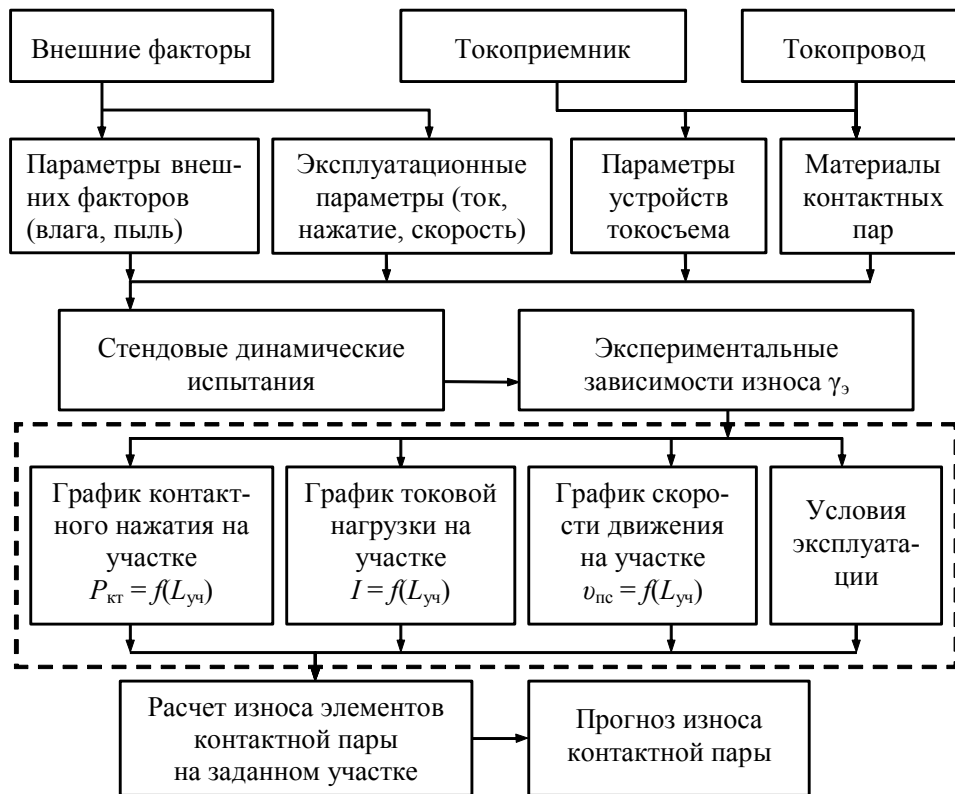 Внешние факторы
Токоприемник
Токопровод
Параметры внеш-
них факторов
(влага, пыль)
Эксплуатационные
параметры (ток,
нажатие, скорость)
Параметры
устройств
токосъема
Материалы
контактных
пар
Стендовые динамические
испытания
Экспериментальные
зависимости износа γэ
График контакт-
ного нажатия на
участке
Pкт = f(Lуч)
График токовой
нагрузки на
участке
I = f(Lуч)
График скоро-
сти движения
на участке
υпс = f(Lуч)
Условия
эксплуата-
ции
Расчет износа элементов
контактной пары
на заданном участке
Прогноз износа
контактной пары